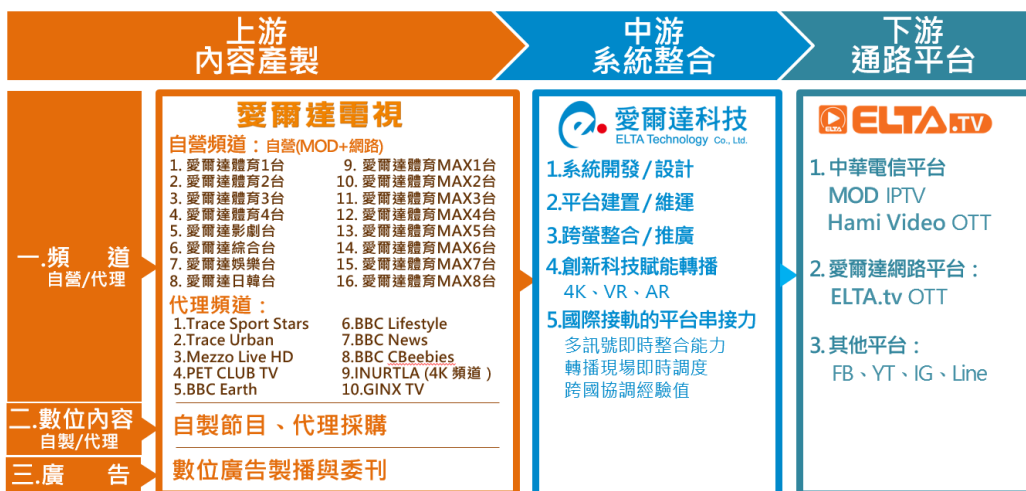 上游
內容產製
中游
系統整合
下游
通路平台
一.頻 道
自營/代理
愛爾達電視
自營頻道：自營(MOD+網路)
1. 愛爾達體育1台
2. 愛爾達體育2台
3. 愛爾達體育3台
4. 愛爾達體育4台
5. 愛爾達影劇台
6. 愛爾達綜合台
7. 愛爾達娛樂台
8. 愛爾達日韓台
9. 愛爾達體育MAX1台
10. 愛爾達體育MAX2台
11. 愛爾達體育MAX3台
12. 愛爾達體育MAX4台
13. 愛爾達體育MAX5台
14. 愛爾達體育MAX6台
15. 愛爾達體育MAX7台
16. 愛爾達體育MAX8台
代理頻道：
1.Trace Sport Stars
2.Trace Urban
3.Mezzo Live HD
4.PET CLUB TV
5.BBC Earth
6.BBC Lifestyle
7.BBC News
8.BBC CBeebies
9.INURTLA (4K 頻道)
10.GINX TV
二.數位內容
自製/代理
自製節目、代理採購
三.廣 告
數位廣告製播與委刊
愛爾達科技
ELTA Technology Co., Ltd.
1.系統開發/設計
2.平台建置/維運
3.跨螢整合/推廣
4.創新科技賦能轉播
4K、VR、AR
5.國際接軌的平台串接力
多訊號即時整合能力
轉播現場即時調度
跨國協調經驗值
ELTA ELTA.TV
1. 中華電信平台
MOD IPTV
Hami Video OTT
2. 愛爾達網路平台：
ELTA.tv OTT
3. 其他平台：
FB、YT、IG、Line